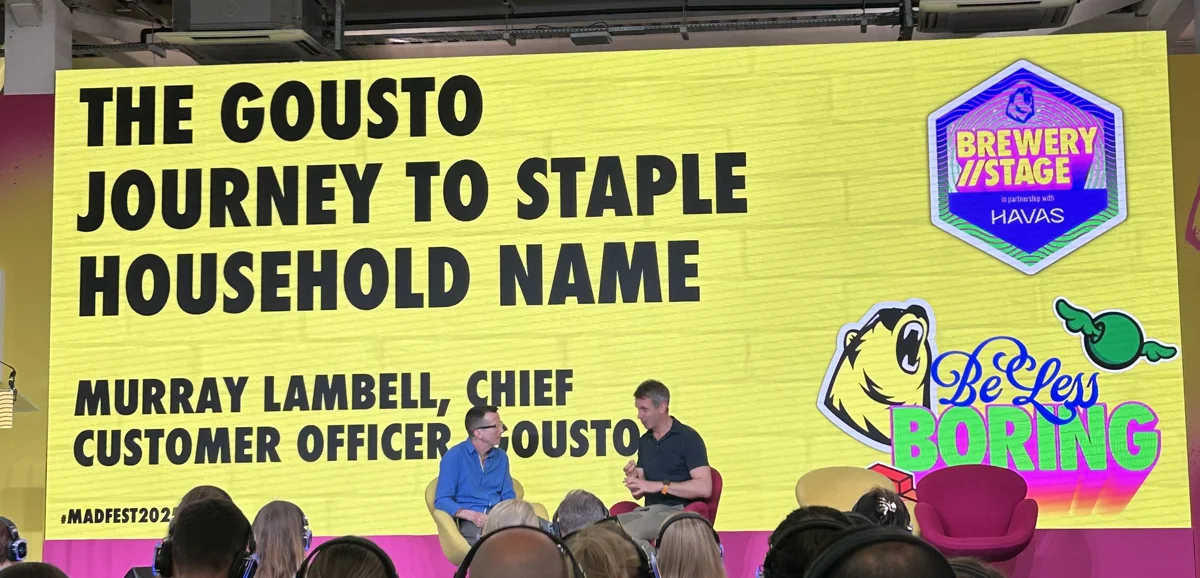 THE GOUSTO
JOURNEY TO STAPLE
HOUSEHOLD NAME
MURRAY LAMBELL, CHIEF
CUSTOMER OFFICER GOUSTO
#MADFEST202
BREWERY
//STAGE
in partnership with
HAVAS
Be Less
BORING